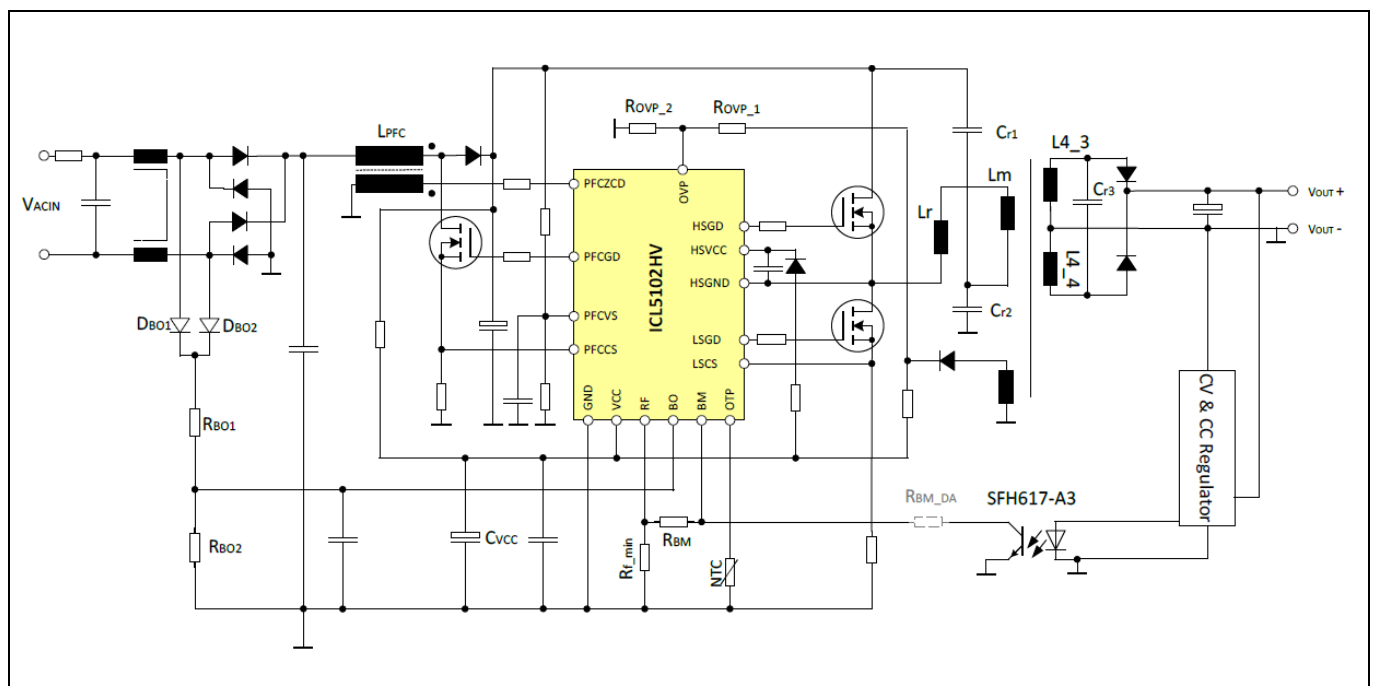 ROVP_2
ROVP_1
LPFC
Cr1
L4_3
PFCZCD
OVP
Lm
Cr3
VOUT +
VACIN
HSGD
Lr
VOUT -
HSVCC
PFCGD
ICL5102HV
HSGND
L4_4
DBO1
DBO2
PFCVS
Cr2
LSGD
PFCCS
LSCS
GND
VCC
RF
BO
BM
OTP
CV & CC Regulator
RBO1
RBM_DA
SFH617-A3
RBO2
CVCC
RBM
Rf_min
NTC